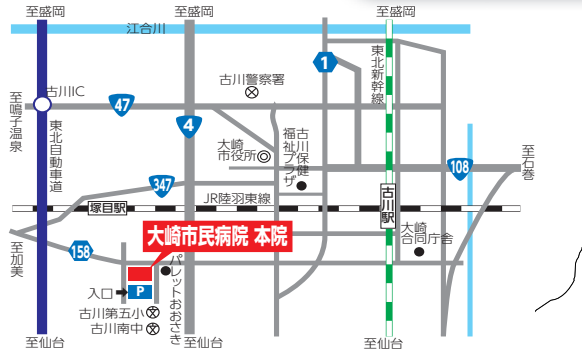 至盛岡
至盛岡
至盛岡
江合川
1
東北新幹線
古川警察署
古川IC
47
至鳴子温泉
4
東北自動車道
大崎
市役所
古川保健
福祉プラザ
至石巻
108
347
JR陸羽東線
塚目駅
古川駅
大崎市民病院 本院
大崎
合同庁舎
158
至加美
パレットおおさき
入口
P
古川第五小
古川南中
至仙台
至仙台
至仙台